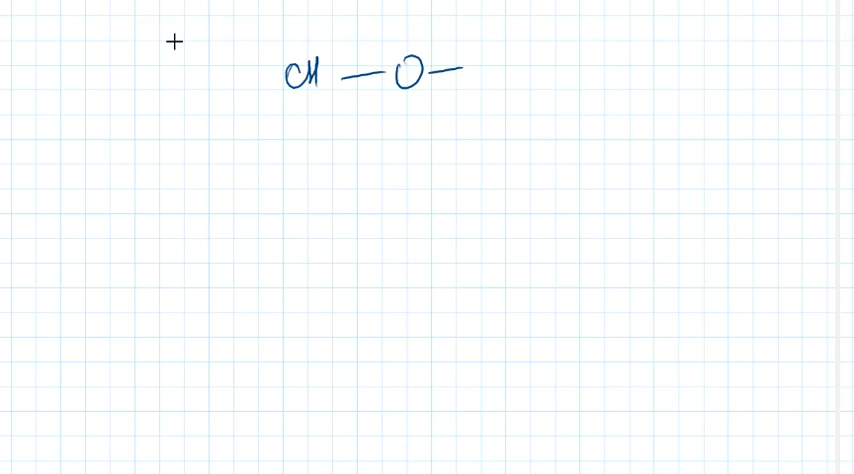 CH — O —